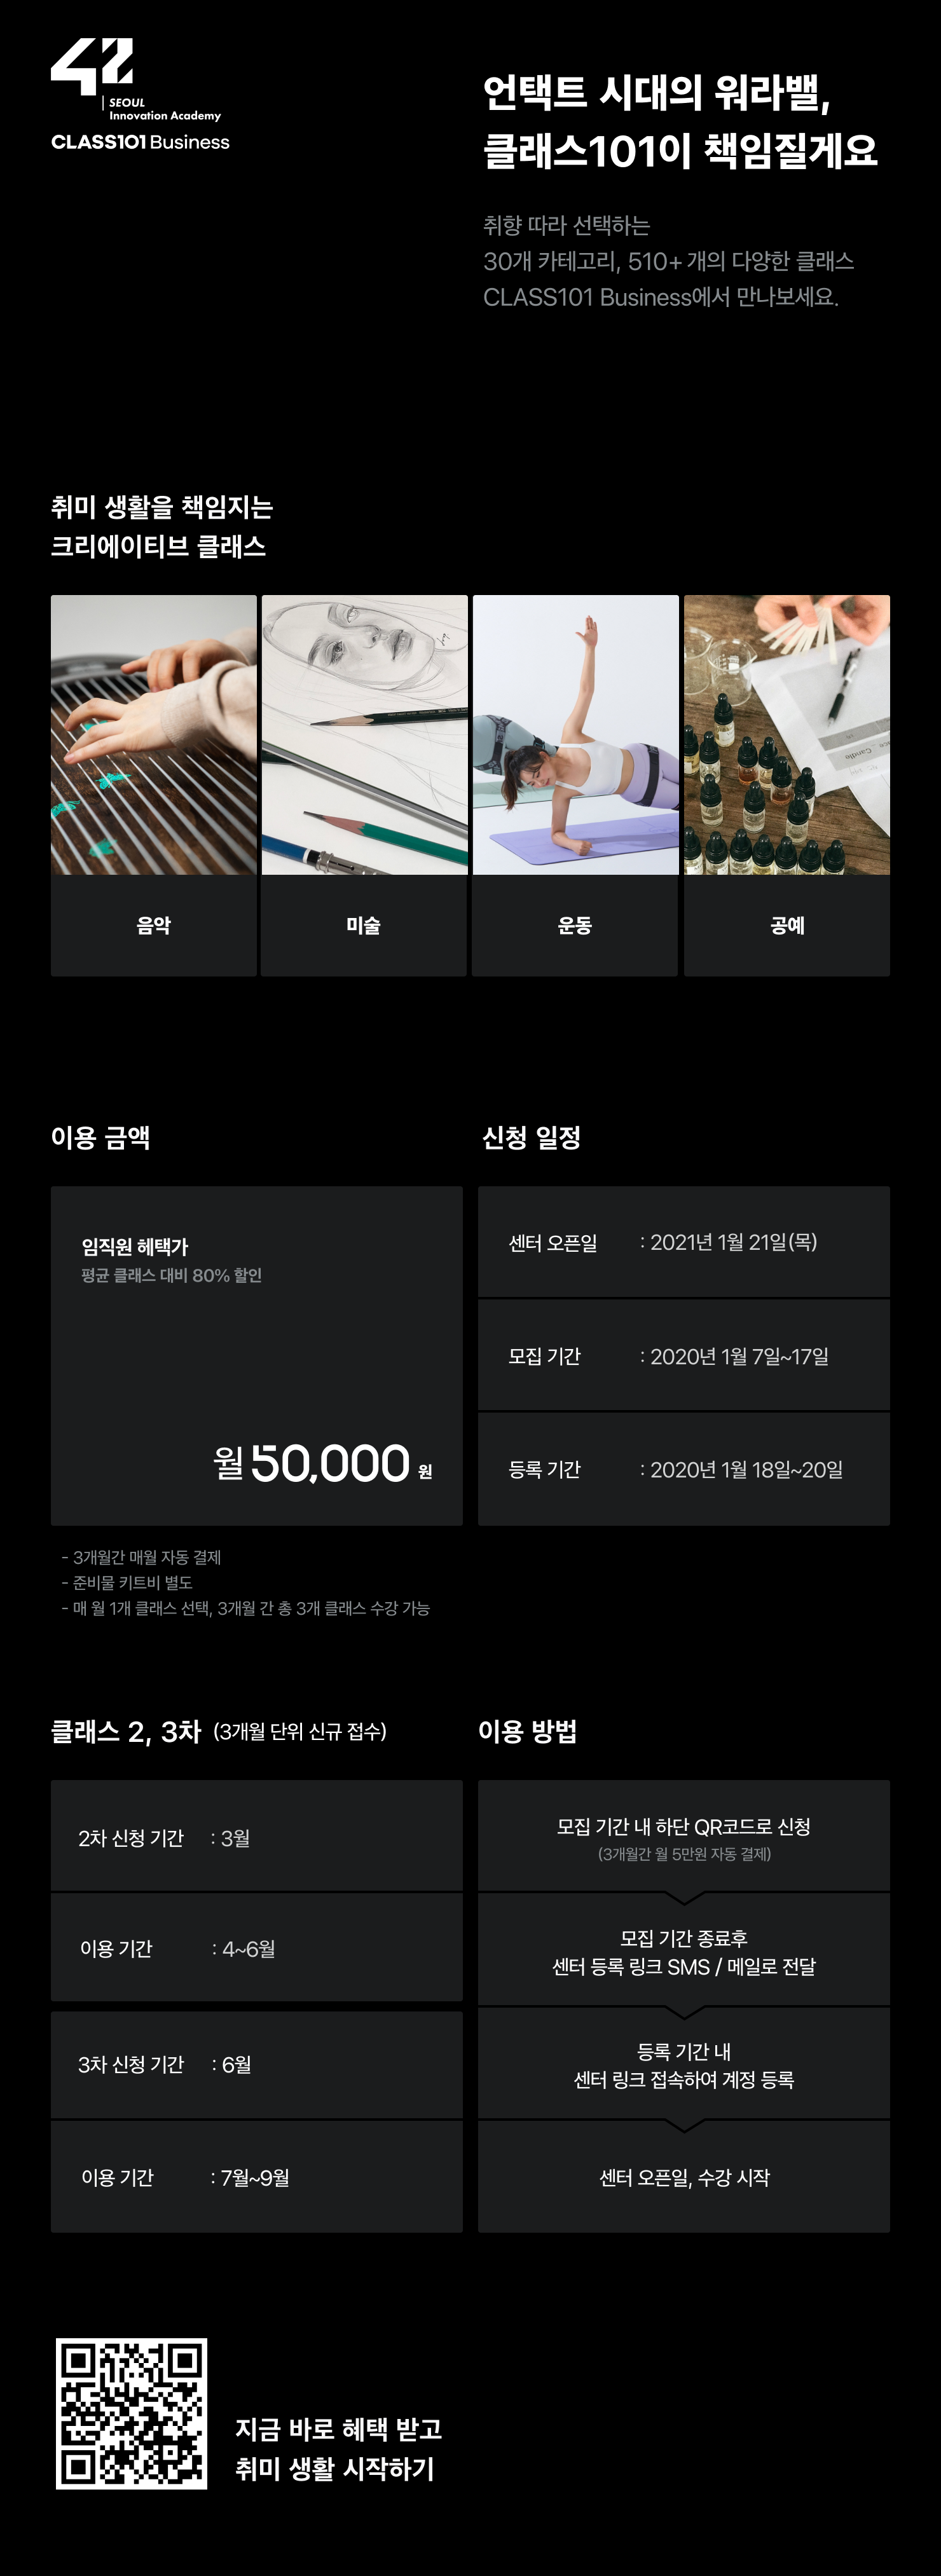 42
SEOUL
Innovation Academy
CLASS101 Business
언택트 시대의 워라밸,
클래스101이 책임질게요
취향 따라 선택하는
30개 카테고리, 510+ 개의 다양한 클래스
CLASS101 Business에서 만나보세요.
취미 생활을 책임지는
크리에이티브 클래스
Candle
음악
미술
운동
공예
이용 금액
임직원 혜택가
평균 클래스 대비 80% 할인
월 50,000 원
- 3개월간 매월 자동 결제
- 준비물 키트비 별도
- 매 월 1개 클래스 선택, 3개월 간 총 3개 클래스 수강 가능
신청 일정
센터 오픈일 : 2021년 1월 21일(목)
모집 기간 : 2020년 1월 7일~17일
등록 기간 : 2020년 1월 18일~20일
클래스 2, 3차 (3개월 단위 신규 접수)
2차 신청 기간 : 3월
이용 기간 : 4~6월
3차 신청 기간 : 6월
이용 기간 : 7월~9월
이용 방법
모집 기간 내 하단 QR코드로 신청
(3개월간 월 5만원 자동 결제)
모집 기간 종료후
센터 등록 링크 SMS / 메일로 전달
등록 기간 내
센터 링크 접속하여 계정 등록
센터 오픈일, 수강 시작
지금 바로 혜택 받고
취미 생활 시작하기